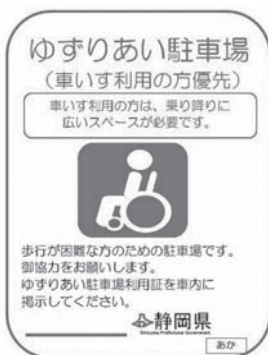 ゆずりあい駐車場
（車いす利用の方優先）
車いす利用の方は、乗り降りに
広いスペースが必要です。
歩行が困難な方のための駐車場です。
御協力をお願いします。
ゆずりあい駐車場利用証を車内に
掲示してください。
静岡県
Shizuoka Prefectural Government
あか